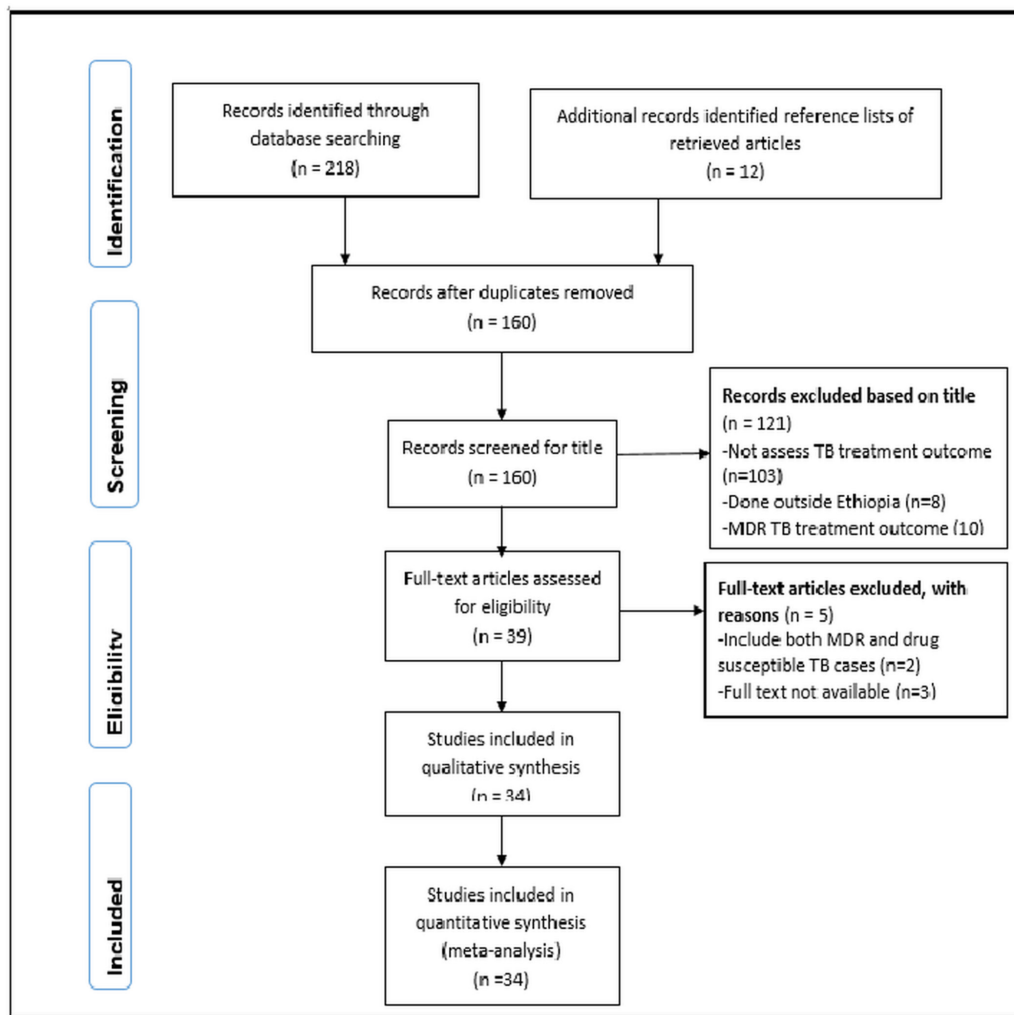 Identification
Records identified through
database searching
(n = 218)
Additional records identified reference lists of
retrieved articles
(n = 12)
Records after duplicates removed
(n = 160)
Screening
Records screened for title
(n = 160)
Records excluded based on title
(n = 121)
-Not assess TB treatment outcome
(n=103)
-Done outside Ethiopia (n=8)
-MDR TB treatment outcome (10)
Eligibility
Full-text articles assessed
for eligibility
(n = 39)
Full-text articles excluded, with
reasons (n = 5)
-Include both MDR and drug
susceptible TB cases (n=2)
-Full text not available (n=3)
Studies included in
qualitative synthesis
(n = 34)
Included
Studies included in
quantitative synthesis
(meta-analysis)
(n =34)